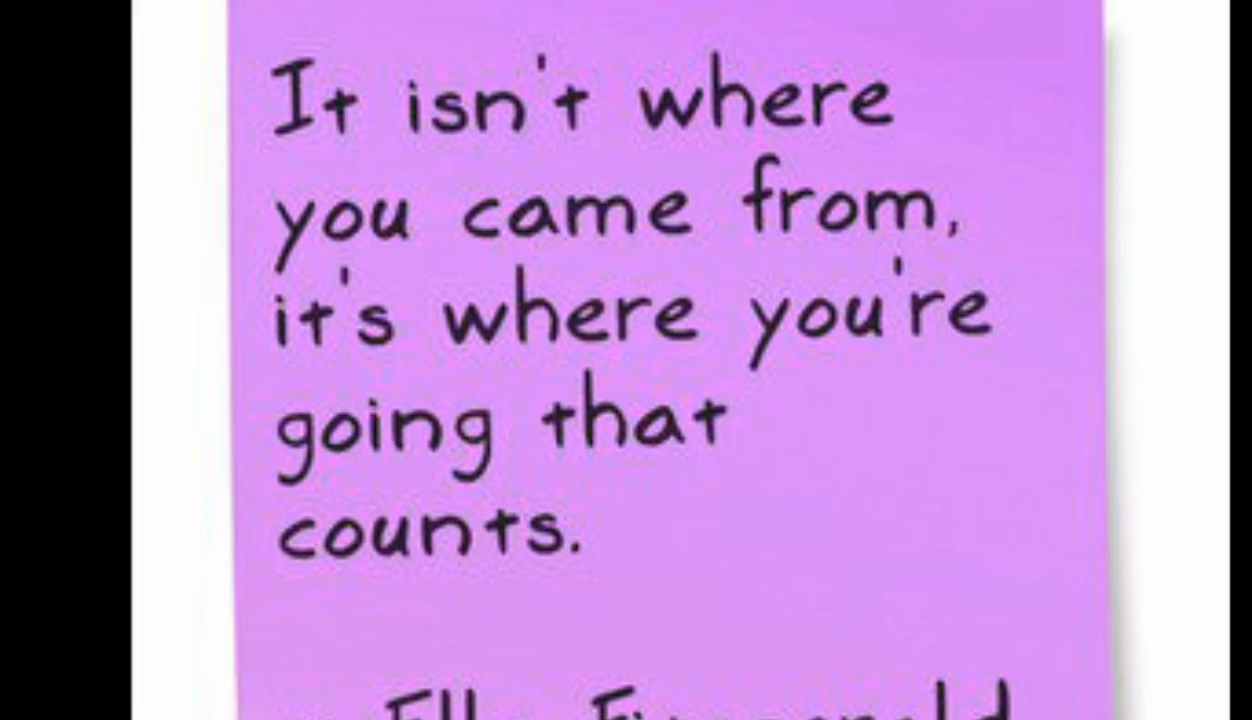 It isn't where
you came from,
it's where you're
going that
counts.